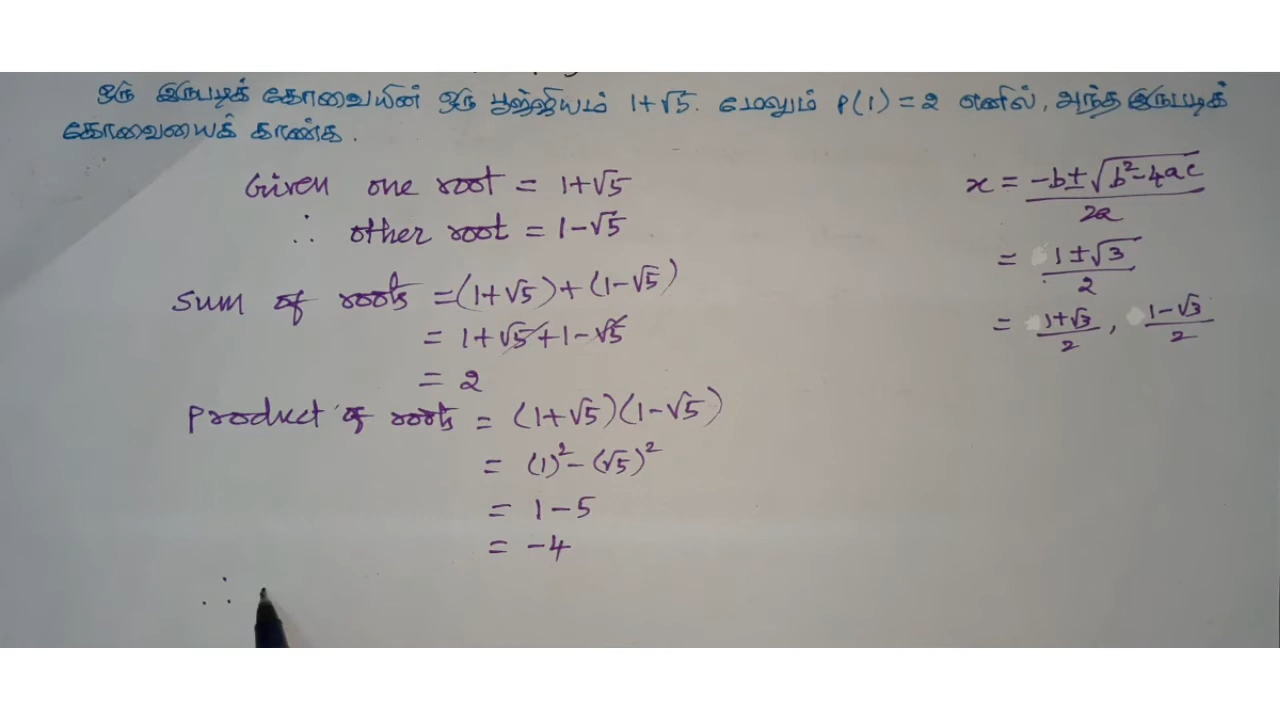 ஒரு இருபடிக் கோவையின் ஒரு பூஜ்ஜியம் 1+√5. மேலும் P(1) = 2 எனில், அந்த இருபடிக்
கோவையைக் காண்க.
Given one root = 1+√5
∴ other root = 1-√5
Sum of roots = (1+√5)+(1-√5)
= 1+√5+1-√5
= 2
Product of roots = (1+√5)(1-√5)
= (1)²-(√5)²
= 1-5
= -4
∴
x = -b±√b²-4ac / 2a
= 1±√3 / 2
= 1+√3 / 2 , 1-√3 / 2